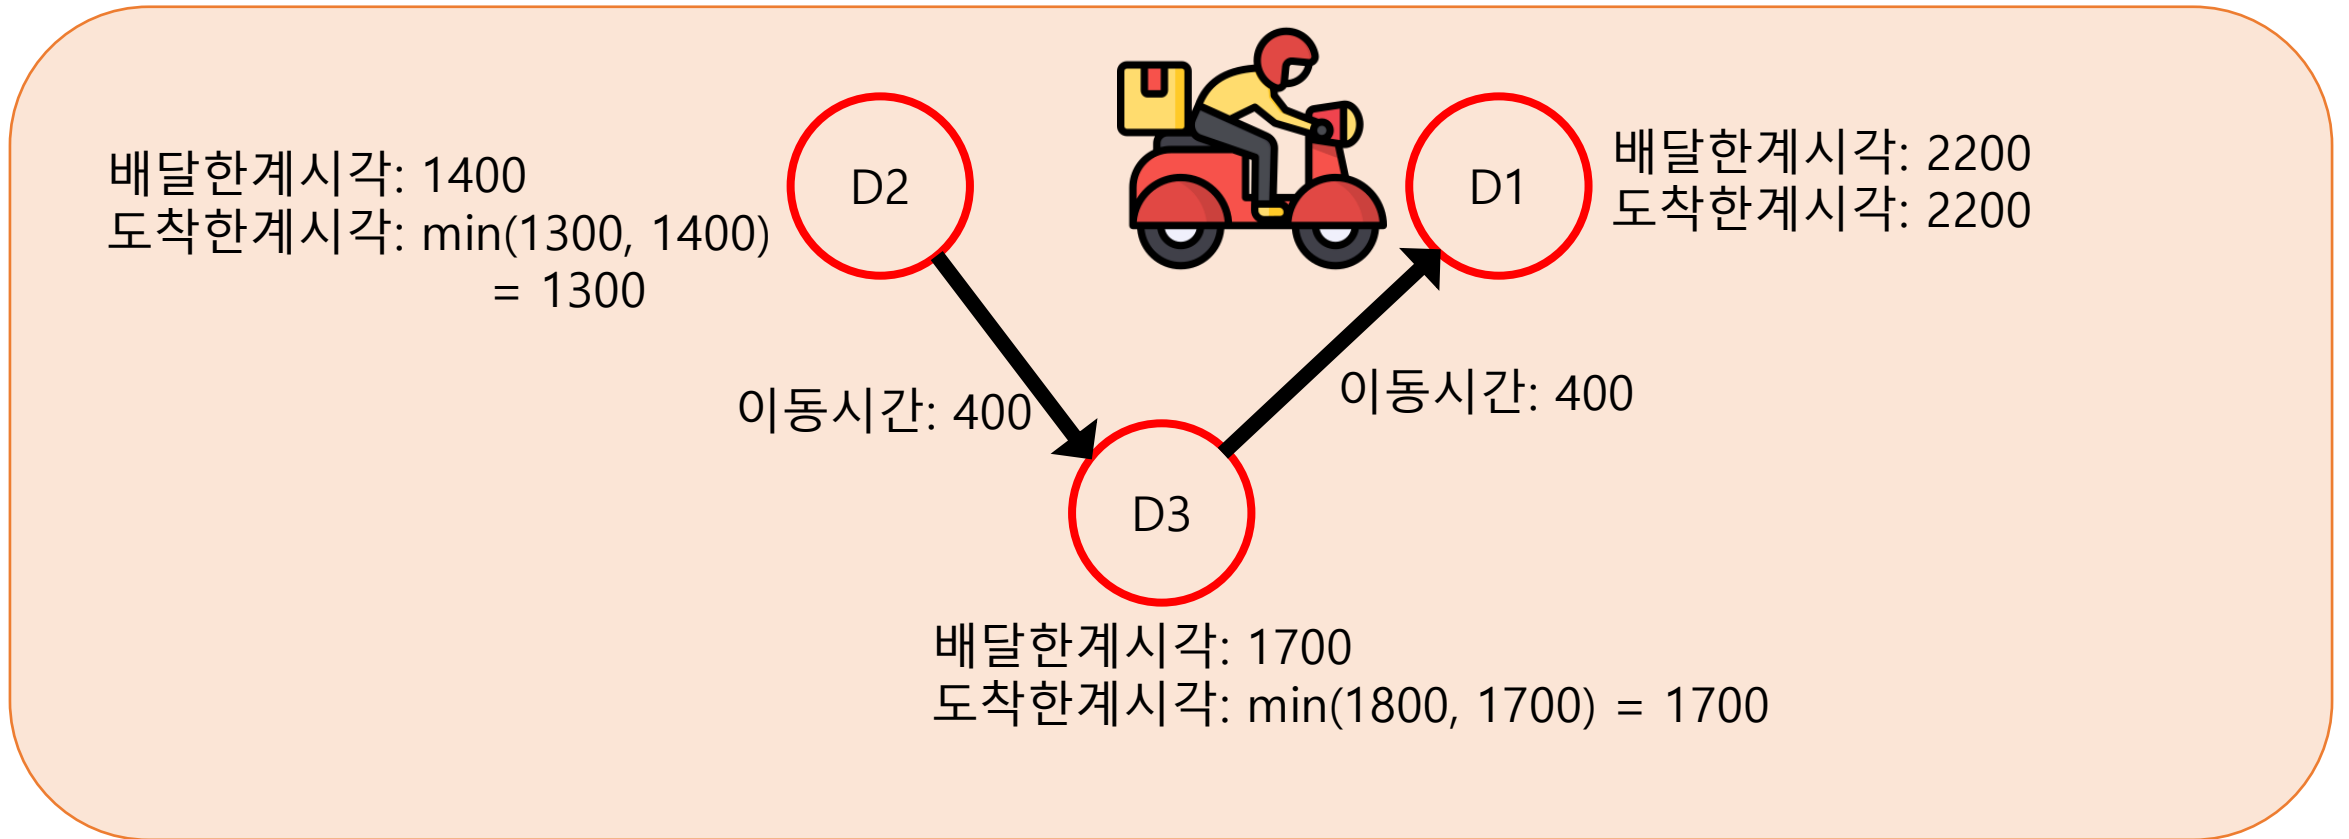 배달한계시각: 1400
도착한계시각: min(1300, 1400)
= 1300
D2
D1
배달한계시각: 2200
도착한계시각: 2200
이동시간: 400
이동시간: 400
D3
배달한계시각: 1700
도착한계시각: min(1800, 1700) = 1700